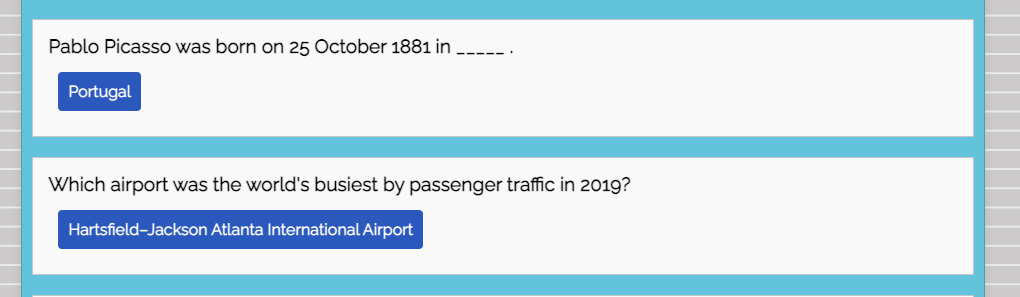 Pablo Picasso was born on 25 October 1881 in _____ .
Portugal
Which airport was the world's busiest by passenger traffic in 2019?
Hartsfield–Jackson Atlanta International Airport